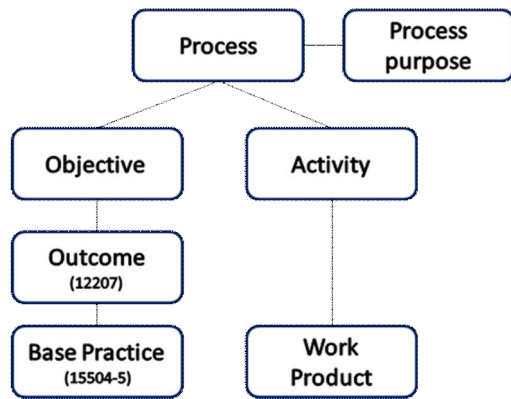 Process
Process
purpose
Objective
Activity
Outcome
(12207)
Base Practice
(15504-5)
Work
Product